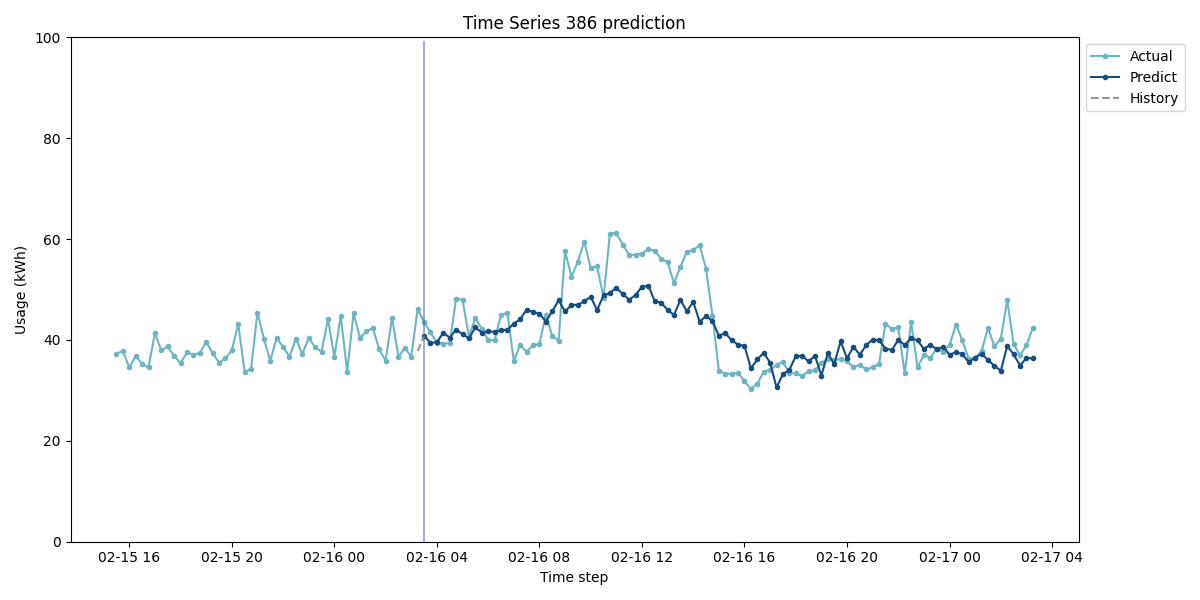 Time Series 386 prediction
100
80
60
40
20
0
Usage (kWh)
02-15 16
02-15 20
02-16 00
02-16 04
02-16 08
02-16 12
02-16 16
02-16 20
02-17 00
02-17 04
Time step
Actual
Predict
History